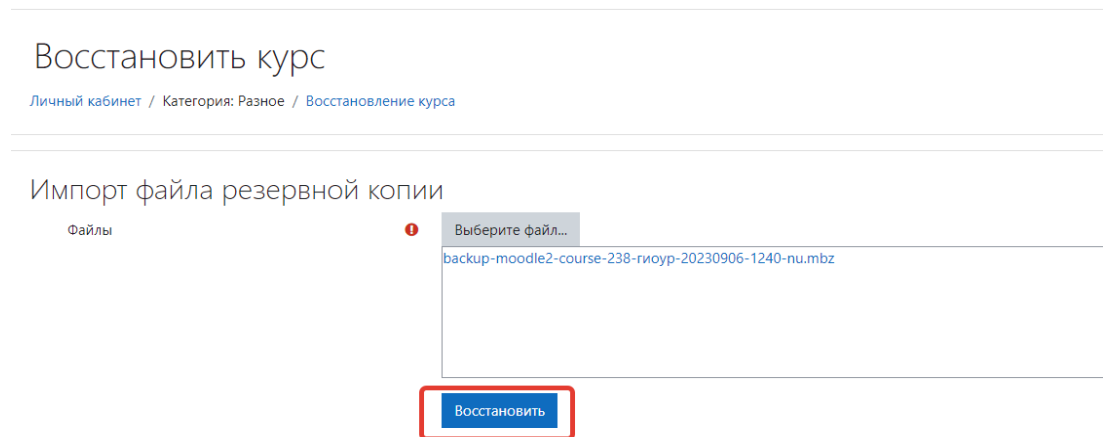 Восстановить курс
Личный кабинет / Категория: Разное / Восстановление курса
Импорт файла резервной копии
Файлы
Выберите файл...
backup-moodle2-course-238-гиоур-20230906-1240-nu.mbz
Восстановить